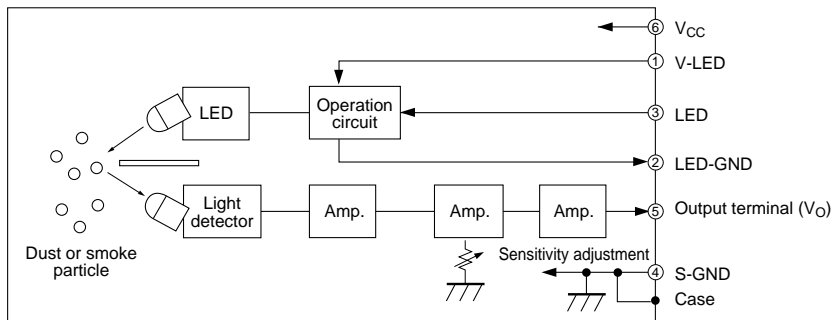 ⑥ V_CC
① V-LED
LED
Operation
circuit
③ LED
② LED-GND
Light
detector
Amp.
Amp.
Amp.
⑤ Output terminal (V_O)
Dust or smoke
particle
Sensitivity adjustment
④ S-GND
Case